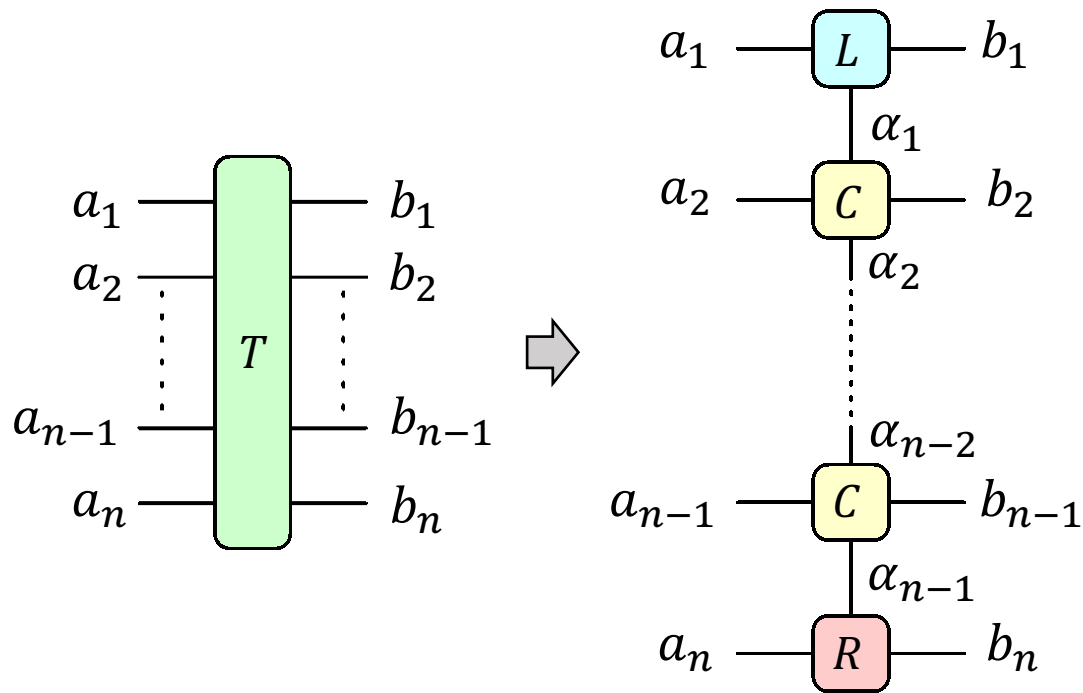 a₁ b₁
a₂ b₂
T
aₙ₋₁ bₙ₋₁
aₙ bₙ
a₁ L b₁
α₁
a₂ C b₂
α₂
αₙ₋₂
aₙ₋₁ C bₙ₋₁
αₙ₋₁
aₙ R bₙ